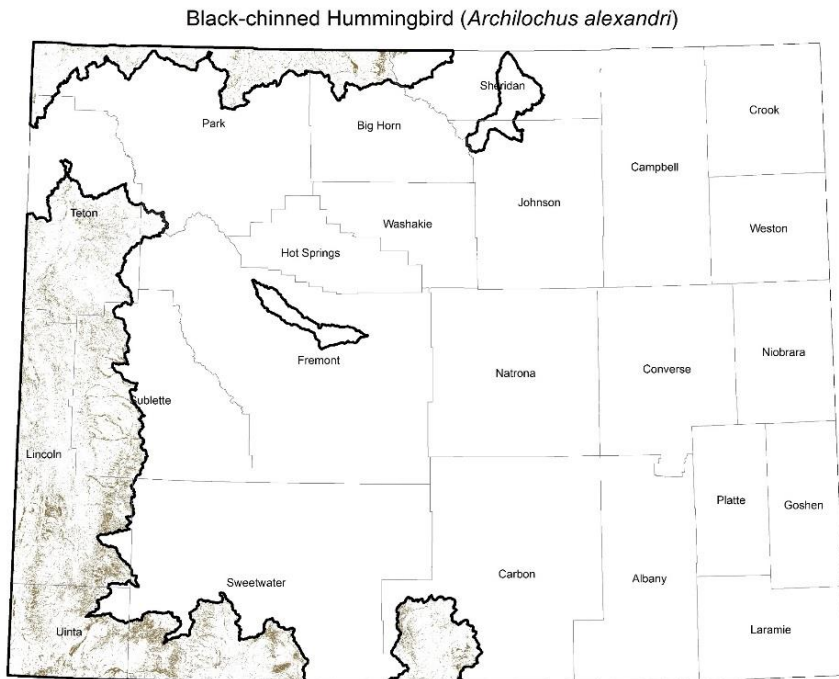 Black-chinned Hummingbird (Archilochus alexandri)
Sheridan
Crook
Park
Big Horn
Campbell
Johnson
Teton
Washakie
Weston
Hot Springs
Fremont
Niobrara
Converse
Natrona
Sublette
Lincoln
Platte
Goshen
Carbon
Albany
Sweetwater
Uinta
Laramie